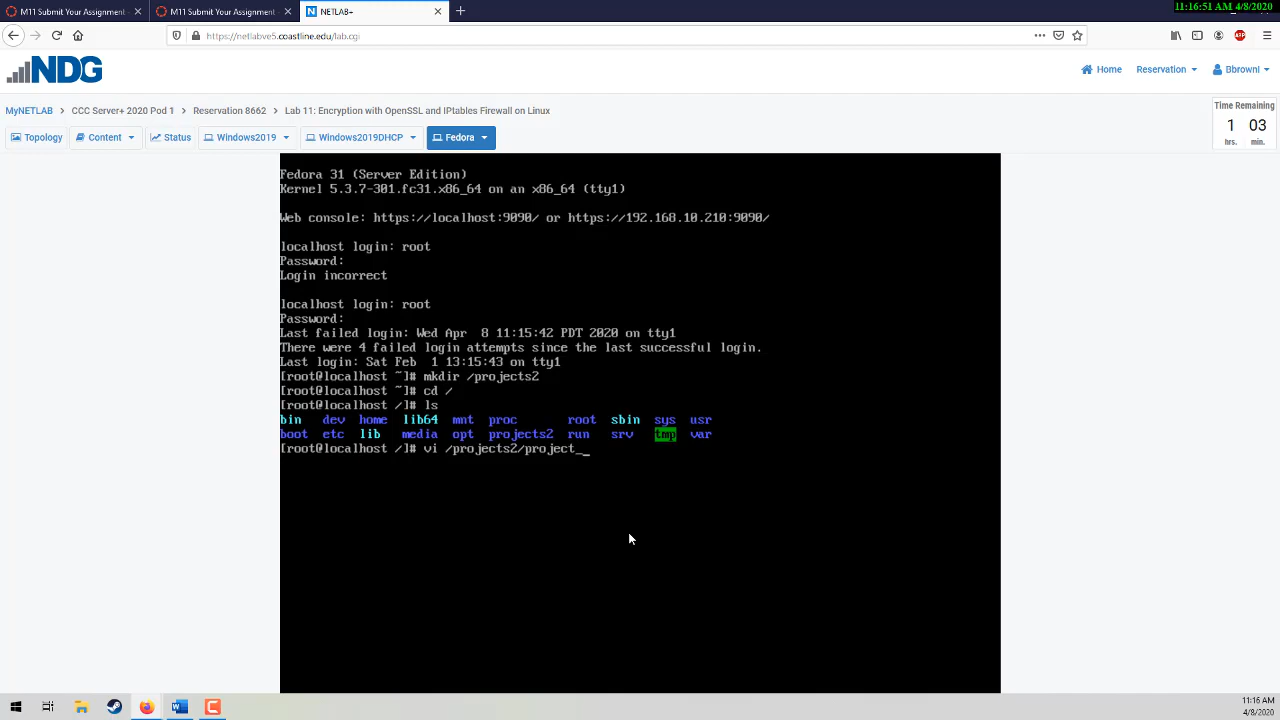 M11 Submit Your Assignment -
M11 Submit Your Assignment -
NETLAB+
11:16:51 AM 4/8/2020
https://netlabve5.coastline.edu/lab.cgi
ABP
NDG
Home
Reservation
Bbrownl
MyNETLAB
CCC Server+ 2020 Pod 1
Reservation 8662
Lab 11: Encryption with OpenSSL and IPtables Firewall on Linux
Time Remaining
1 03
hrs. min.
Topology
Content
Status
Windows2019
Windows2019DHCP
Fedora
Fedora 31 (Server Edition)
Kernel 5.3.7-301.fc31.x86_64 on an x86_64 (tty1)
Web console: https://localhost:9090/ or https://192.168.10.210:9090/
localhost login: root
Password:
Login incorrect
localhost login: root
Password:
Last failed login: Wed Apr  8 11:15:42 PDT 2020 on tty1
There were 4 failed login attempts since the last successful login.
Last login: Sat Feb  1 13:15:43 on tty1
[root@localhost ~]# mkdir /projects2
[root@localhost ~]# cd /
[root@localhost /]# ls
bin dev home lib64 mnt proc root sbin sys usr
boot etc lib media opt projects2 run srv tmp var
[root@localhost /]# vi /projects2/project_
11:16 AM
4/8/2020